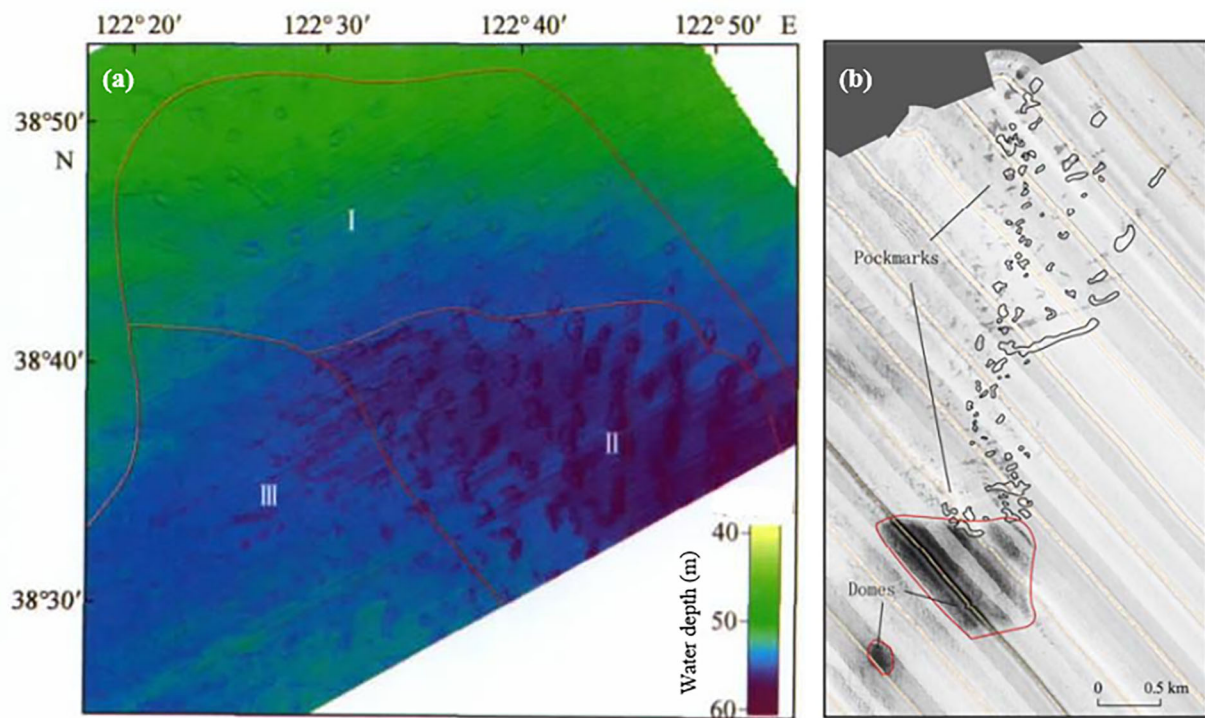 122°20′ 122°30′ 122°40′ 122°50′ E
(a)
38°50′
N
I
38°40′
II
III
38°30′
Water depth (m)
40
50
60
(b)
Pockmarks
Domes
0 0.5 km